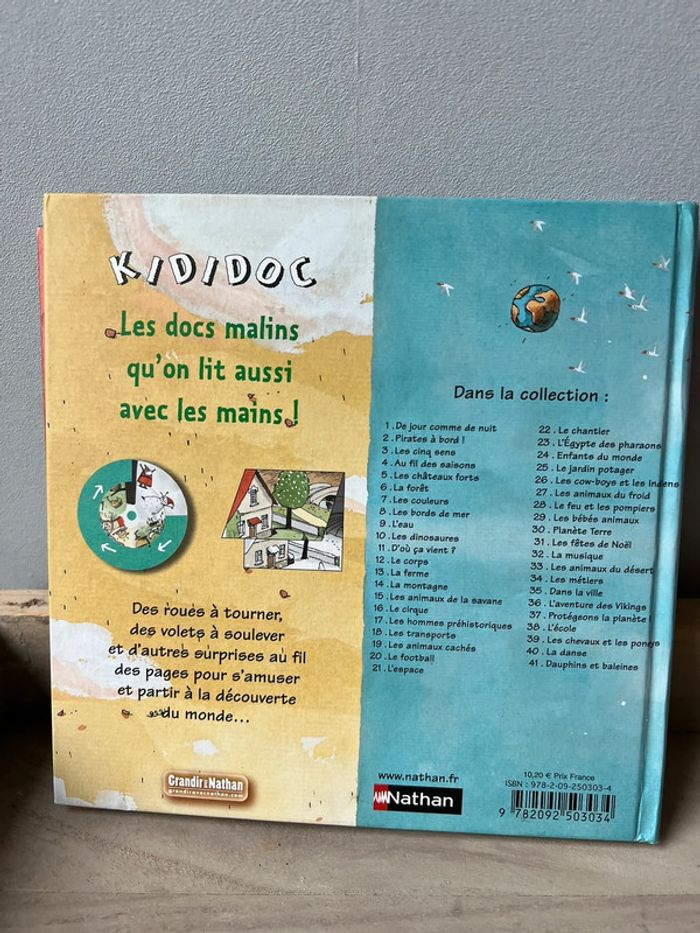 KIDIDOC
Les docs malins
qu'on lit aussi
avec les mains !
Des roues à tourner,
des volets à soulever
et d'autres surprises au fil
des pages pour s'amuser
et partir à la découverte
du monde...
Grandir Nathan
grandiravecnathan.com
Dans la collection :
1. De jour comme de nuit
2. Pirates à bord !
3. Les cinq sens
4. Au fil des saisons
5. Les châteaux forts
6. La forêt
7. Les couleurs
8. Les bords de mer
9. L'eau
10. Les dinosaures
11. D'où ça vient ?
12. Le corps
13. La ferme
14. La montagne
15. Les animaux de la savane
16. Le cirque
17. Les hommes préhistoriques
18. Les transports
19. Les animaux cachés
20. Le football
21. L'espace
22. Le chantier
23. L'Égypte des pharaons
24. Enfants du monde
25. Le jardin potager
26. Les cow-boys et les Indiens
27. Les animaux du froid
28. Le feu et les pompiers
29. Les bébés animaux
30. Planète Terre
31. Les fêtes de Noël
32. La musique
33. Les animaux du désert
34. Les métiers
35. Dans la ville
36. L'aventure des Vikings
37. Protégeons la planète !
38. L'école
39. Les chevaux et les poneys
40. La danse
41. Dauphins et baleines
www.nathan.fr
Nathan
10,20 € Prix France
ISBN : 978-2-09-250303-4
9 782092 503034